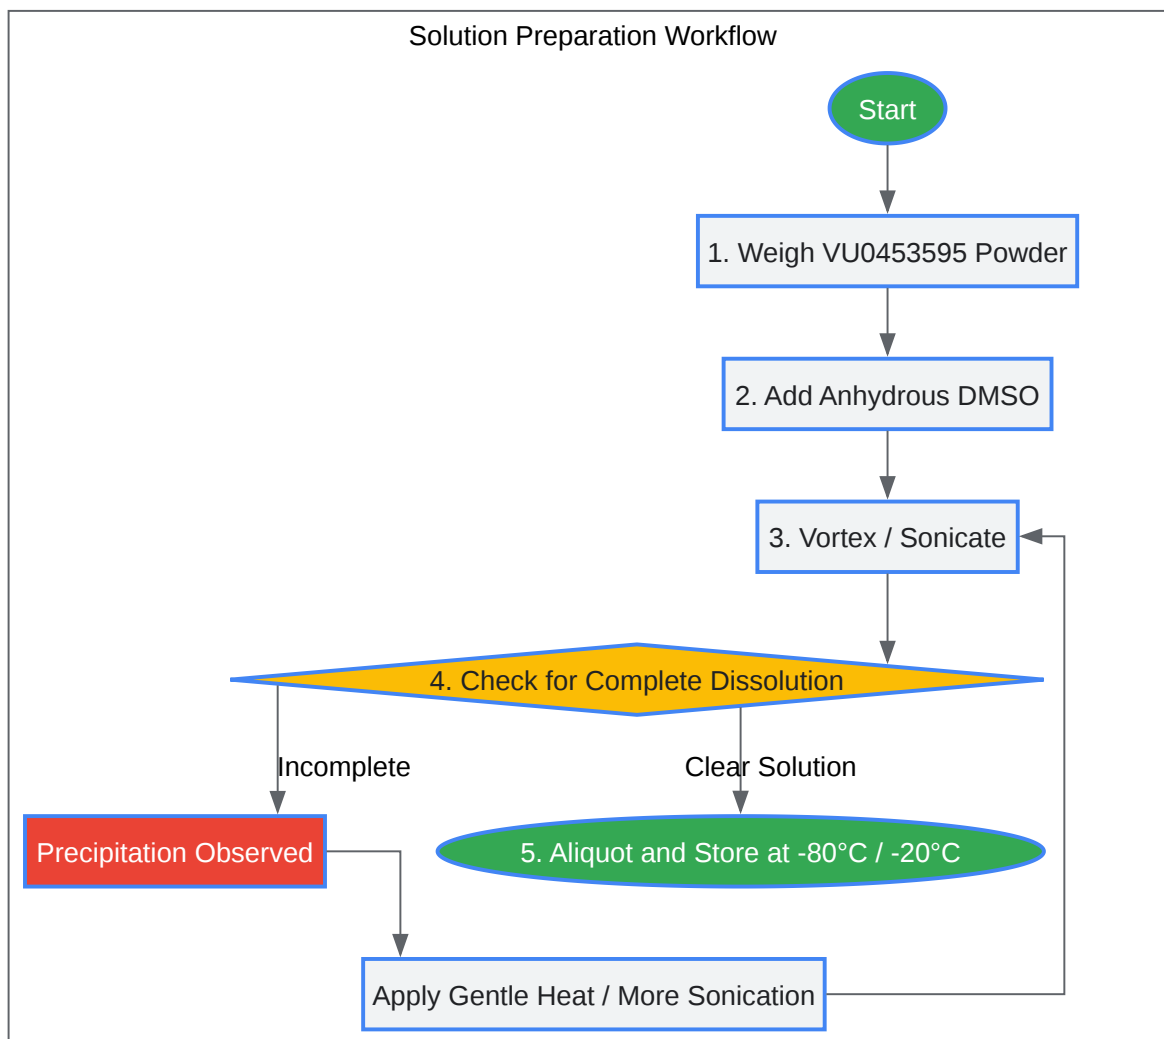 Solution Preparation Workflow
Start
1. Weigh VU0453595 Powder
2. Add Anhydrous DMSO
3. Vortex / Sonicate
4. Check for Complete Dissolution
Incomplete
Clear Solution
Precipitation Observed
5. Aliquot and Store at -80°C / -20°C
Apply Gentle Heat / More Sonication